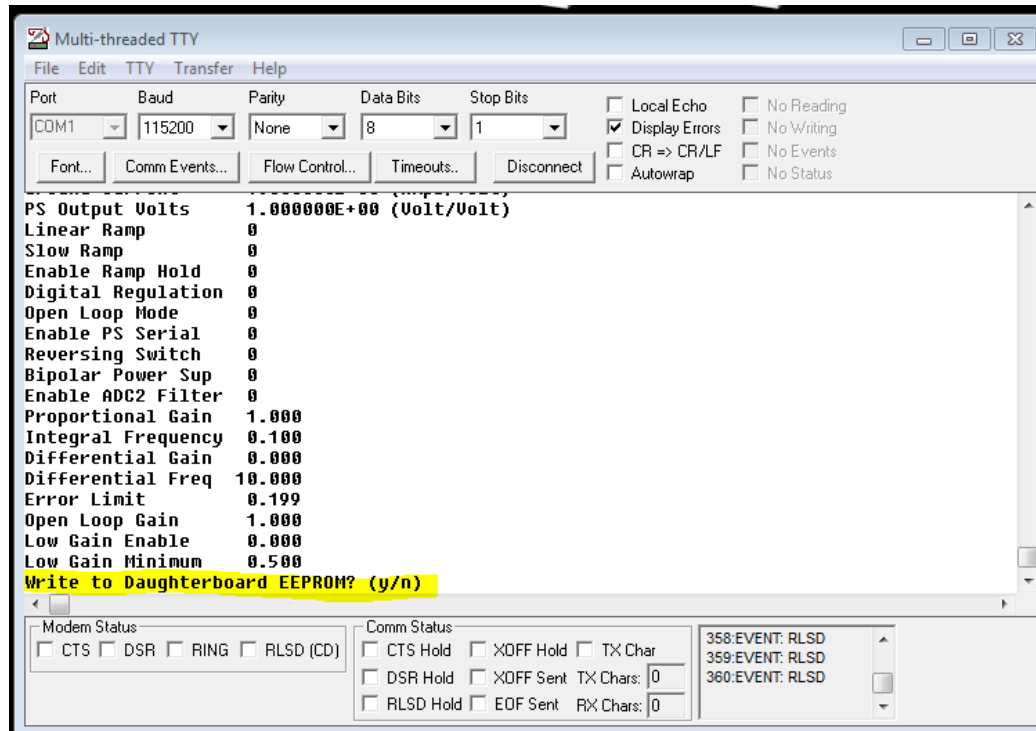 Multi-threaded TTY
File Edit TTY Transfer Help
Port Baud Parity Data Bits Stop Bits
COM1 115200 None 8 1
Font... Comm Events... Flow Control... Timeouts.. Disconnect
Local Echo No Reading
Display Errors No Writing
CR => CR/LF No Events
Autowrap No Status
PS Output Volts 1.000000E+00 (Volt/Volt)
Linear Ramp 0
Slow Ramp 0
Enable Ramp Hold 0
Digital Regulation 0
Open Loop Mode 0
Enable PS Serial 0
Reversing Switch 0
Bipolar Power Sup 0
Enable ADC2 Filter 0
Proportional Gain 1.000
Integral Frequency 0.100
Differential Gain 0.000
Differential Freq 10.000
Error Limit 0.199
Open Loop Gain 1.000
Low Gain Enable 0.000
Low Gain Minimum 0.500
Write to Daughterboard EEPROM? (y/n)
Modem Status
CTS DSR RING RLSD (CD)
Comm Status
CTS Hold XOFF Hold TX Char
DSR Hold XOFF Sent TX Chars: 0
RLSD Hold EOF Sent RX Chars: 0
358:EVENT: RLSD
359:EVENT: RLSD
360:EVENT: RLSD